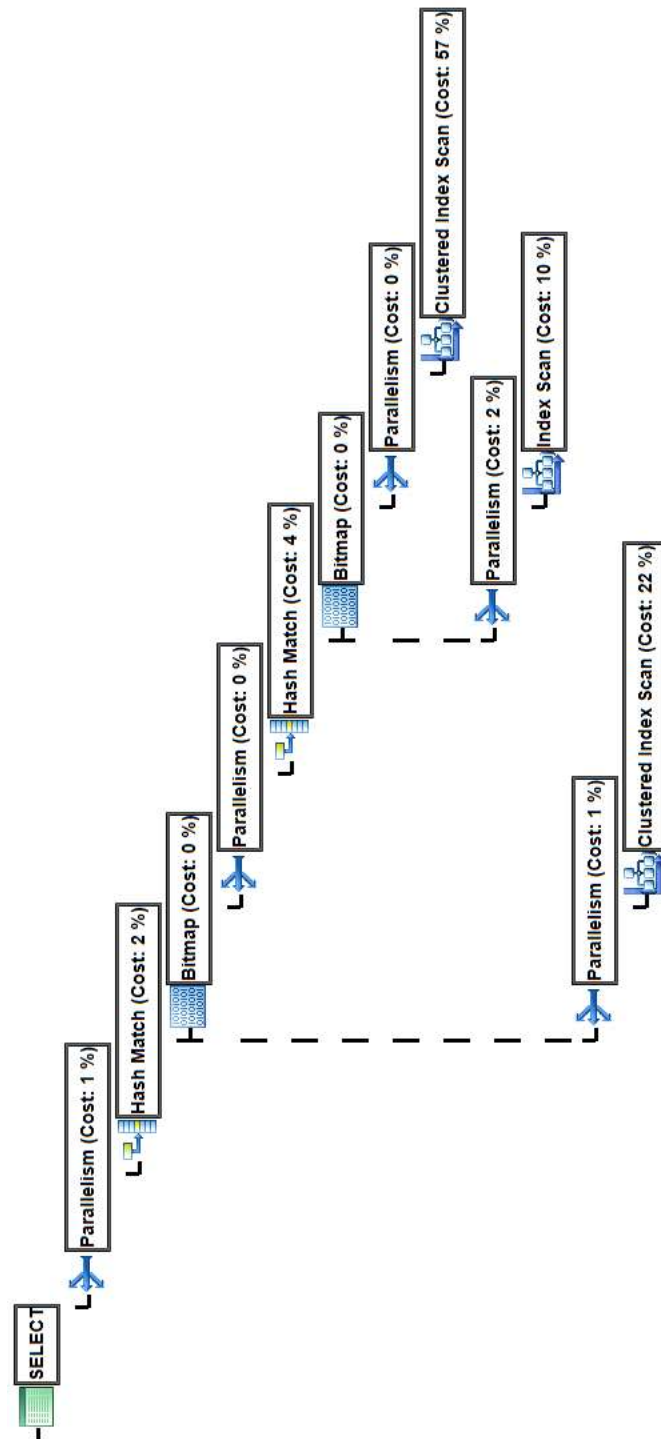 SELECT
Parallelism (Cost: 1 %)
Hash Match (Cost: 2 %)
Bitmap (Cost: 0 %)
Parallelism (Cost: 0 %)
Hash Match (Cost: 4 %)
Bitmap (Cost: 0 %)
Parallelism (Cost: 0 %)
Clustered Index Scan (Cost: 57 %)
Parallelism (Cost: 2 %)
Index Scan (Cost: 10 %)
Parallelism (Cost: 1 %)
Clustered Index Scan (Cost: 22 %)